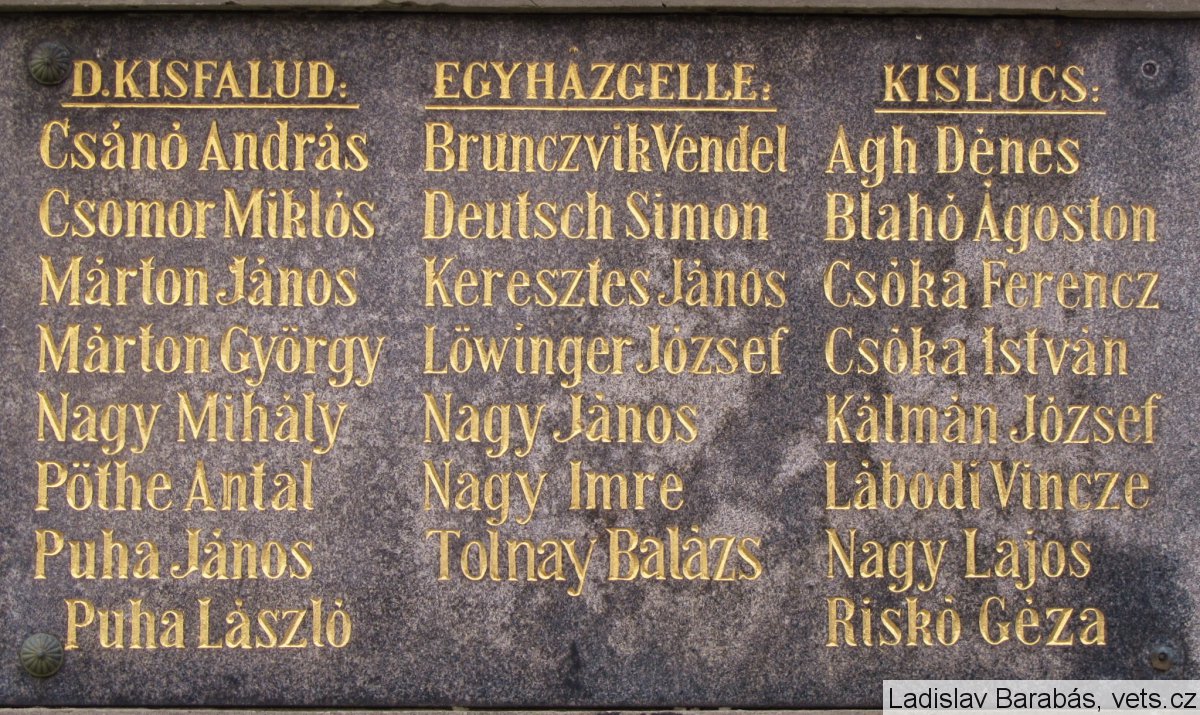 D.KISFALUD.:
Csánó András
Csomor Miklós
Márton János
Márton György
Nagy Mihály
Pöthe Antal
Puha János
Puha László
EGYHÁZGELLE.:
Brunczvik Vendel
Deutsch Simon
Keresztes János
Löwinger József
Nagy János
Nagy Imre
Tolnay Balázs
KISLUCS.:
Agh Dénes
Blahó Ágoston
Csóka Ferencz
Csóka István
Kálmán József
Lábodi Vincze
Nagy Lajos
Riskó Géza
Ladislav Barabás, vets.cz